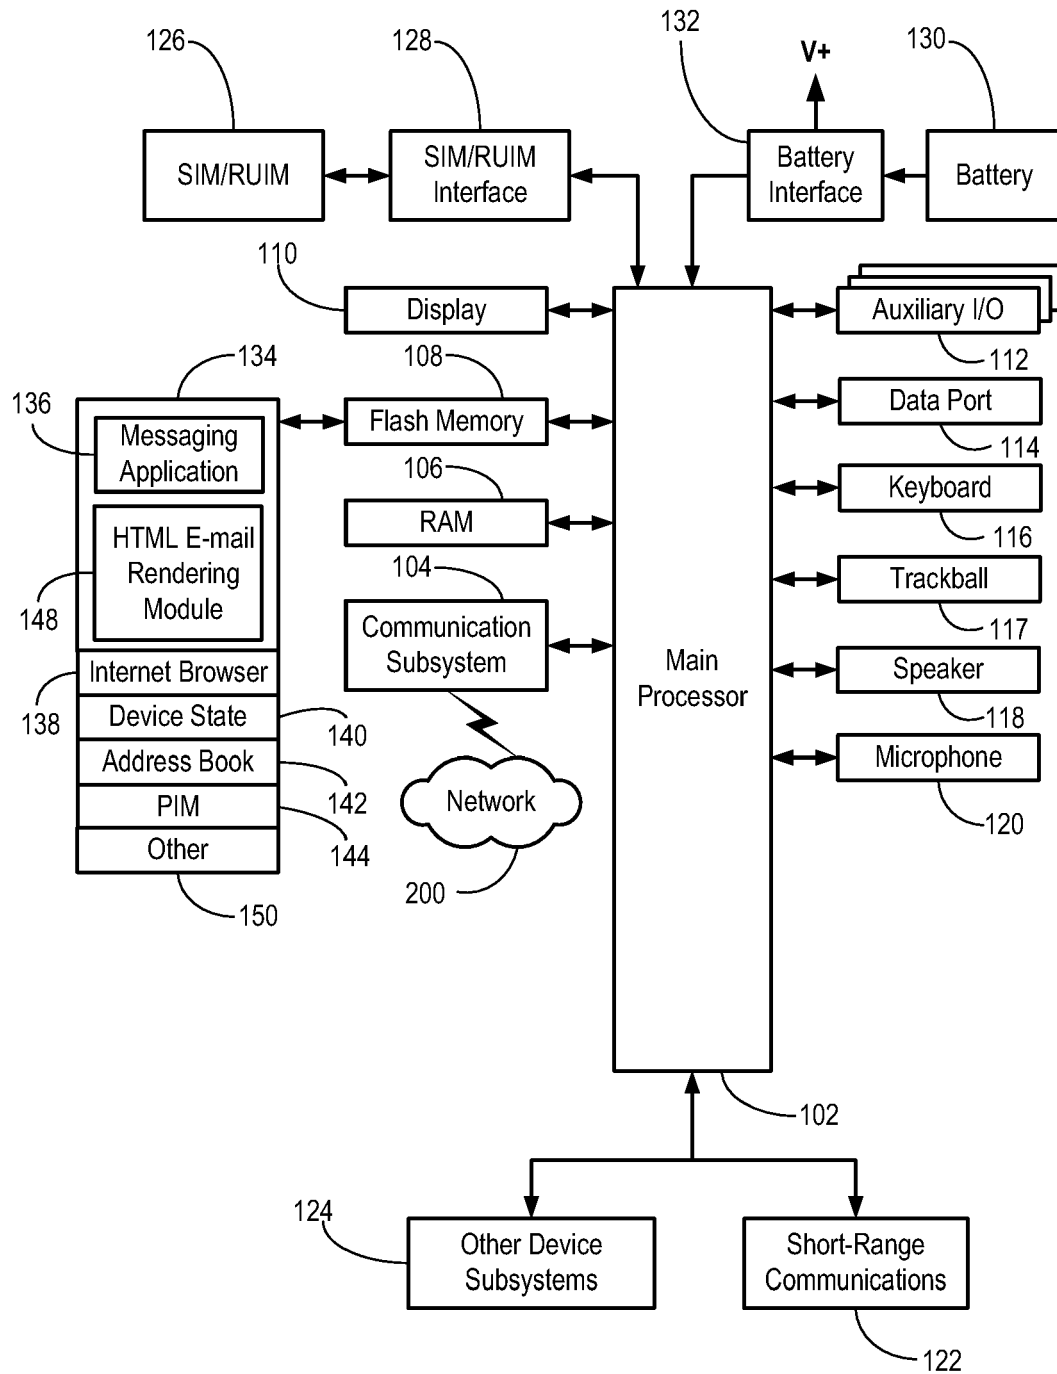 126
128
132
V+
130
SIM/RUIM
SIM/RUIM
Interface
Battery
Interface
Battery
110
Display
Auxiliary I/O
112
134
108
136
Messaging
Application
Flash Memory
Data Port
114
106
RAM
Keyboard
116
HTML E-mail
Rendering
Module
148
104
Communication
Subsystem
Trackball
117
Main
Processor
Internet Browser
138
Speaker
118
Device State
140
Address Book
142
PIM
144
Other
150
Network
200
Microphone
120
102
124
Other Device
Subsystems
Short-Range
Communications
122